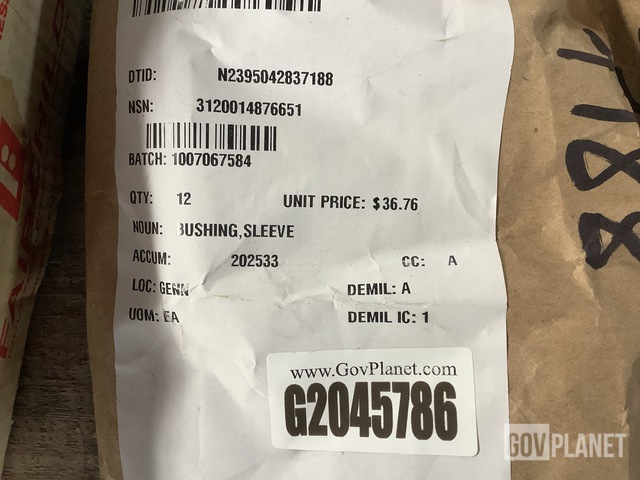 DTID: N2395042837188
NSN: 3120014876651
BATCH: 1007067584
QTY: 12 UNIT PRICE: $36.76
NOUN: BUSHING,SLEEVE
ACCUM: 202533 CC: A
LOC: GENN DEMIL: A
UOM: EA DEMIL IC: 1
www.GovPlanet.com
G2045786
GOVPLANET
FAIRCHILD